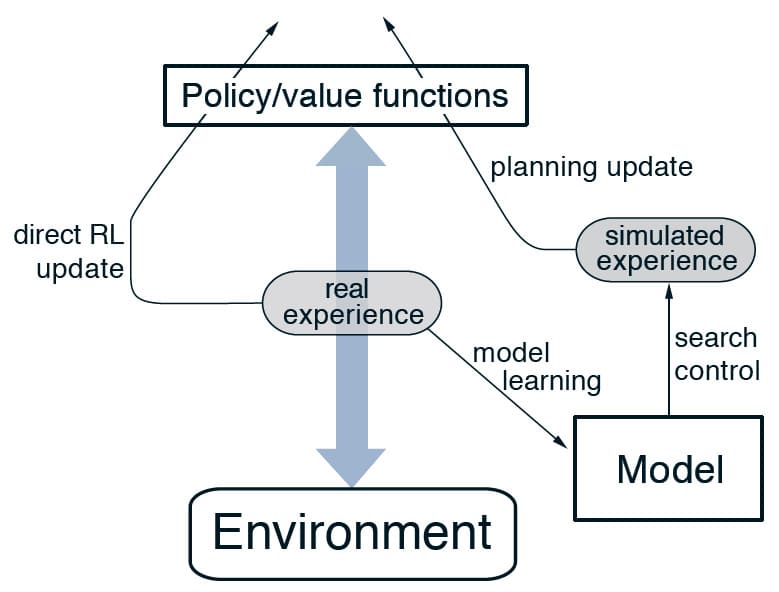 Policy/value functions
planning update
direct RL
update
simulated
experience
real
experience
model
learning
search
control
Model
Environment